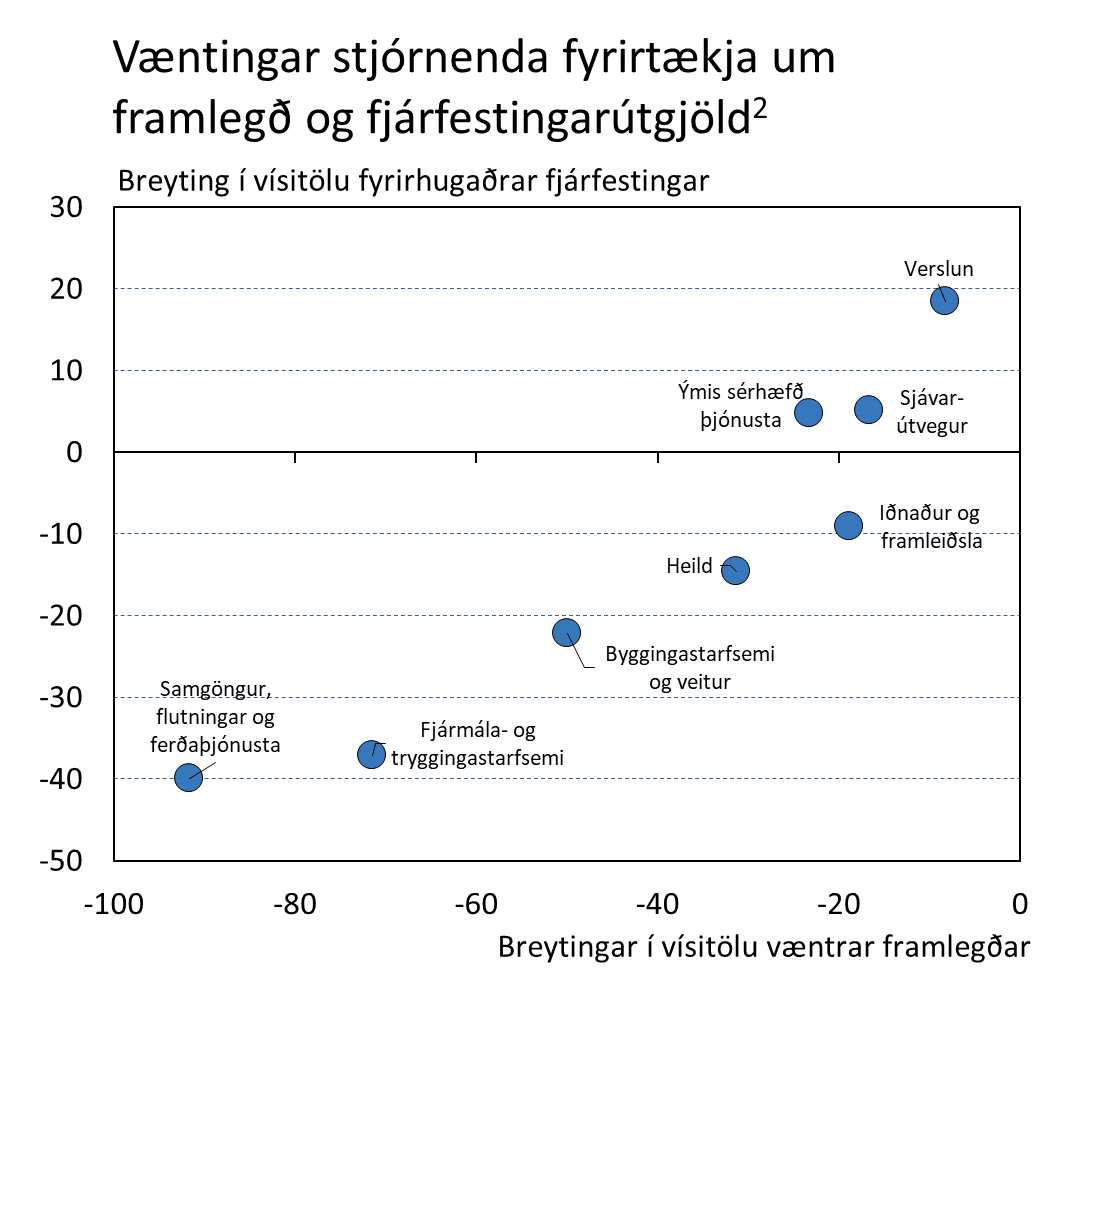 Væntingar stjórnenda fyrirtækja um
framlegð og fjárfestingarútgjöld²
Breyting í vísitölu fyrirhugaðrar fjárfestingar
30
20
10
0
-10
-20
-30
-40
-50
Verslun
Ýmis sérhæfð
þjónusta
Sjávar-
útvegur
Iðnaður og
framleiðsla
Heild
Byggingastarfsemi
og veitur
Samgöngur,
flutningar og
ferðaþjónusta
Fjármála- og
tryggingastarfsemi
-100 -80 -60 -40 -20 0
Breytingar í vísitölu væntrar framlegðar